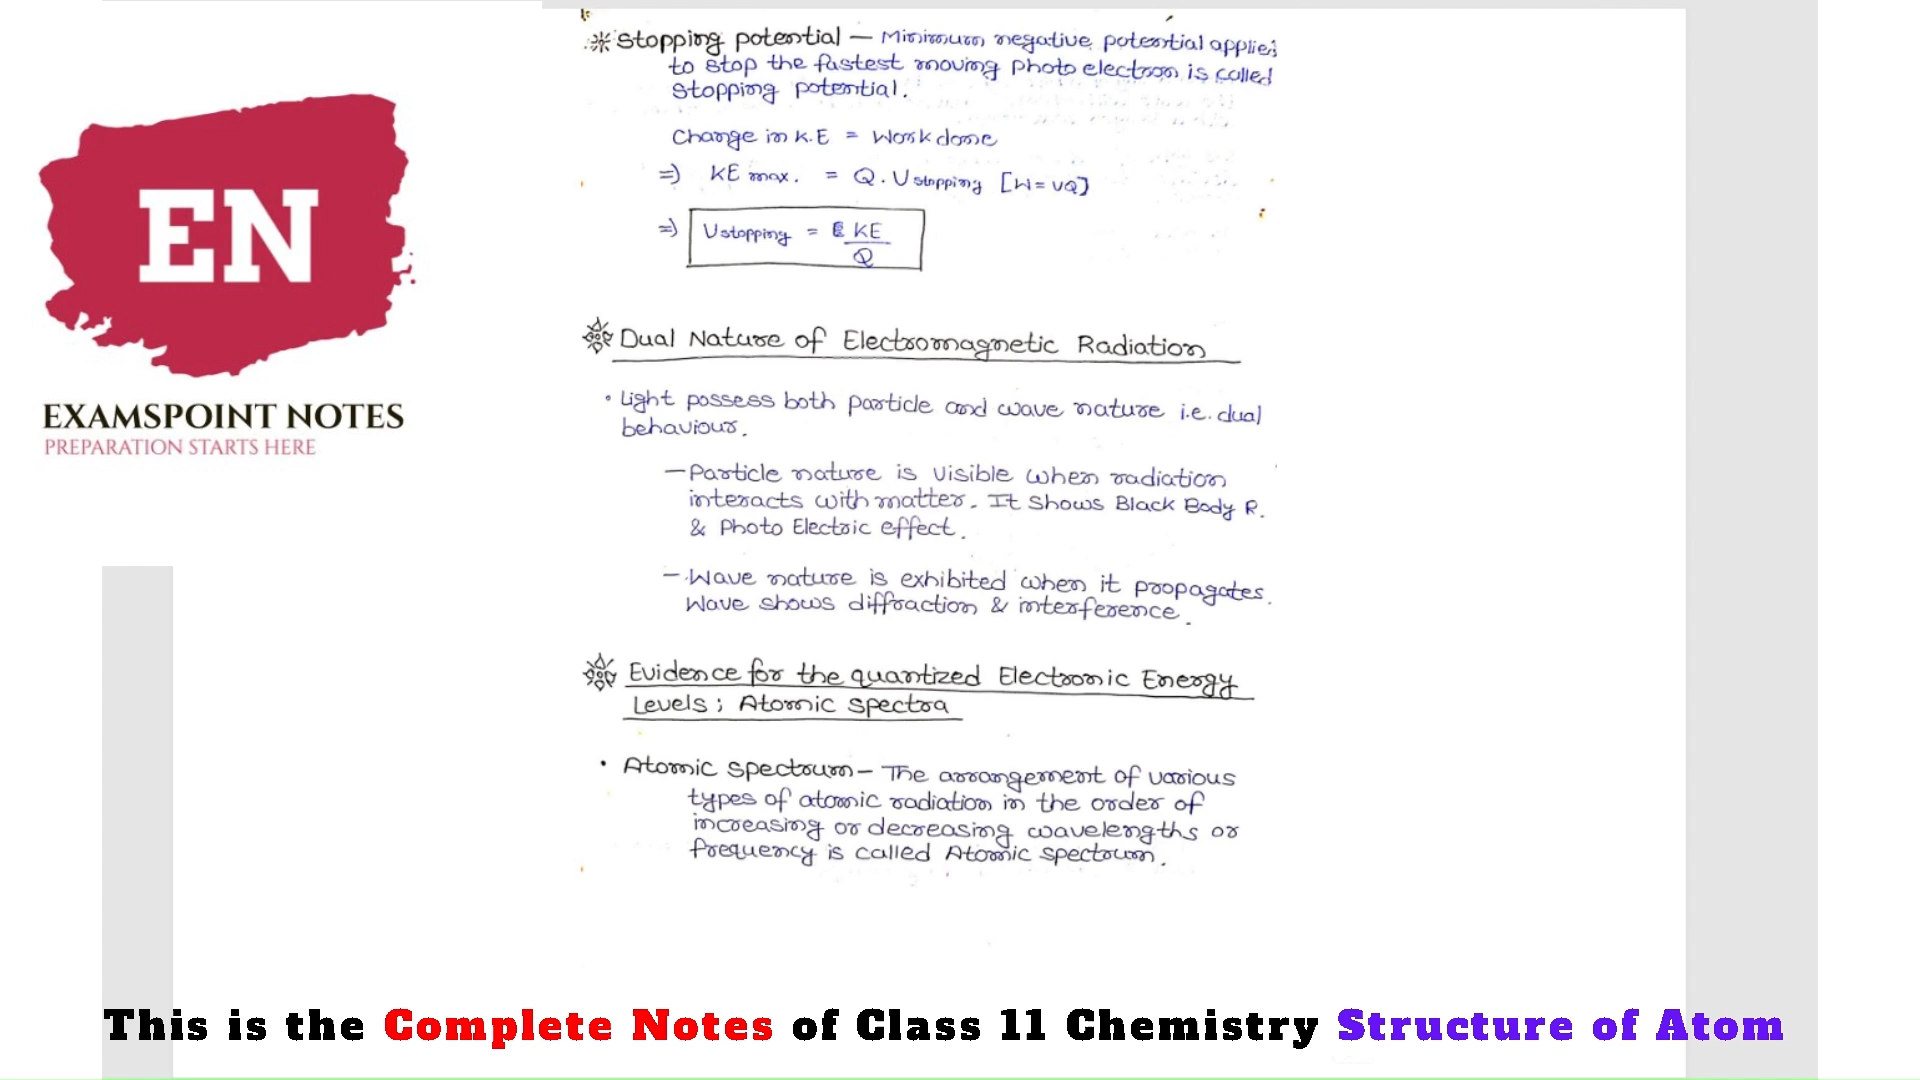 EN
EXAMSPOINT NOTES
PREPARATION STARTS HERE
Stopping potential — Minimum negative potential applied
to stop the fastest moving photo electron is called
stopping potential.
Change in K.E = Work done
=) KE max. = Q. Ustopping [W = VQ]
=) Ustopping = KE
Q
Dual Nature of Electromagnetic Radiation
• Light possess both particle and wave nature i.e. dual
behaviour.
— Particle nature is visible when radiation
interacts with matter. It shows Black Body R.
& Photo Electric effect.
— Wave nature is exhibited when it propagates.
Wave shows diffraction & interference.
Evidence for the quantized Electronic Energy
Levels ; Atomic spectra
• Atomic spectrum — The arrangement of various
types of atomic radiation in the order of
increasing or decreasing wavelengths or
frequency is called Atomic spectrum.
This is the Complete Notes of Class 11 Chemistry Structure of Atom